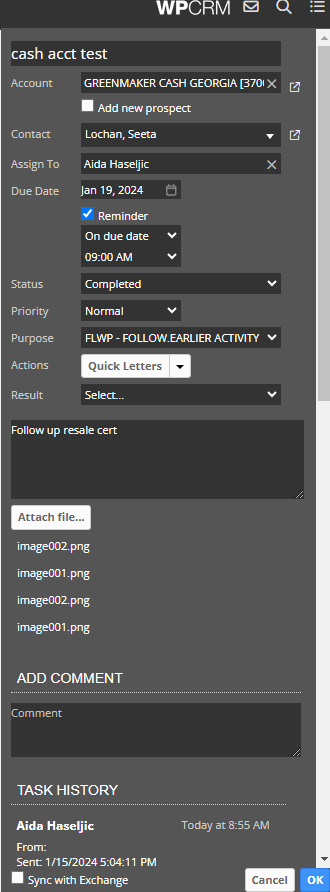 WPCRM
cash acct test
Account GREENMAKER CASH GEORGIA [370
Add new prospect
Contact Lochan, Seeta
Assign To Aida Haseljic
Due Date Jan 19, 2024
Reminder
On due date
09:00 AM
Status Completed
Priority Normal
Purpose FLWP - FOLLOW.EARLIER ACTIVITY
Actions Quick Letters
Result Select...
Follow up resale cert
Attach file...
image002.png
image001.png
image002.png
image001.png
ADD COMMENT
Comment
TASK HISTORY
Aida Haseljic Today at 8:55 AM
From:
Sent: 1/15/2024 5:04:11 PM
Sync with Exchange Cancel OK